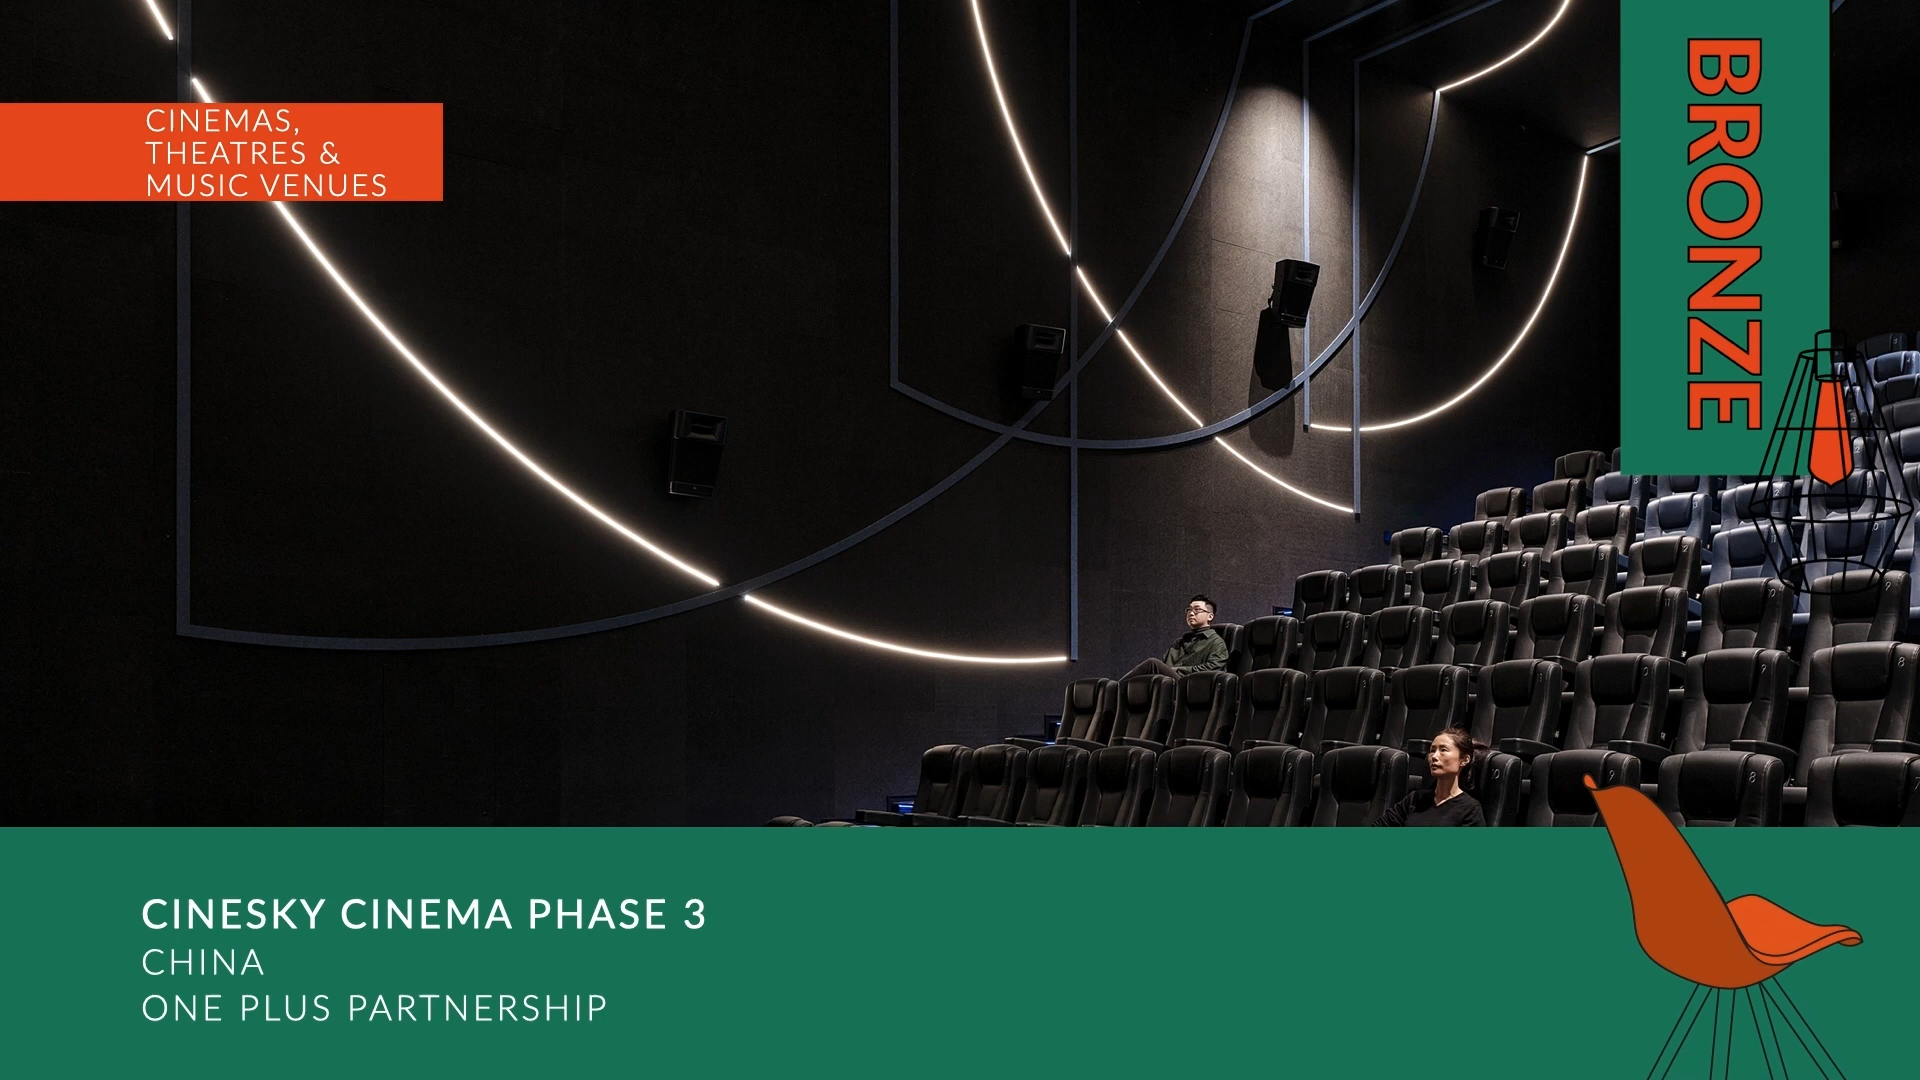 CINEMAS,
THEATRES &
MUSIC VENUES
BRONZE
CINESKY CINEMA PHASE 3
CHINA
ONE PLUS PARTNERSHIP